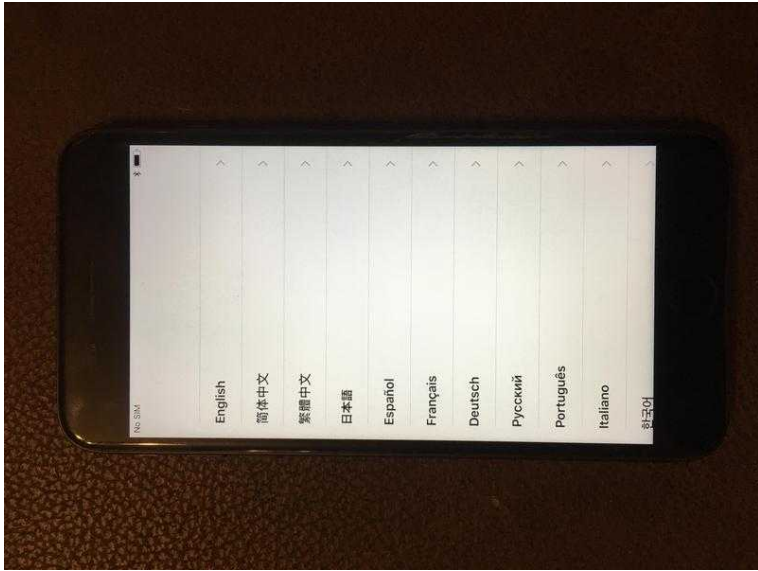 No SIM
English
简体中文
繁體中文
日本語
Español
Français
Deutsch
Русский
Português
Italiano
한국어